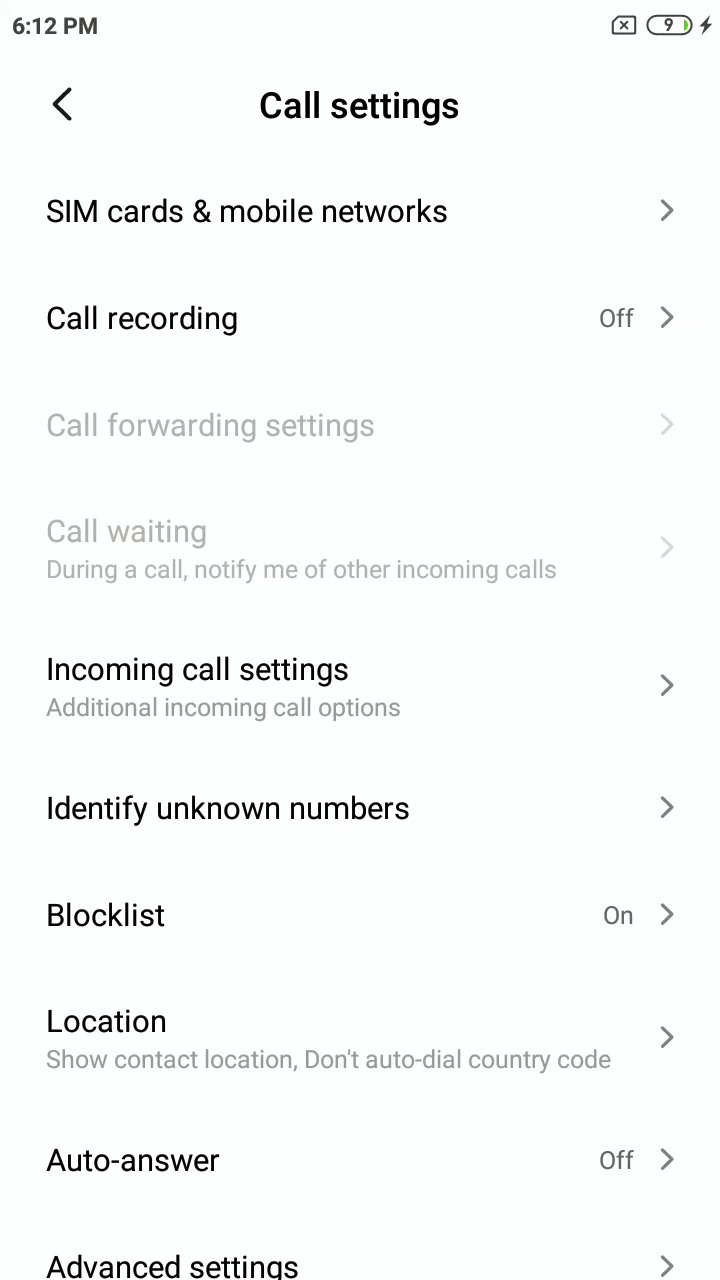 6:12 PM
9
Call settings
SIM cards & mobile networks
Call recording
Off
Call forwarding settings
Call waiting
During a call, notify me of other incoming calls
Incoming call settings
Additional incoming call options
Identify unknown numbers
Blocklist
On
Location
Show contact location, Don't auto-dial country code
Auto-answer
Off
Advanced settings